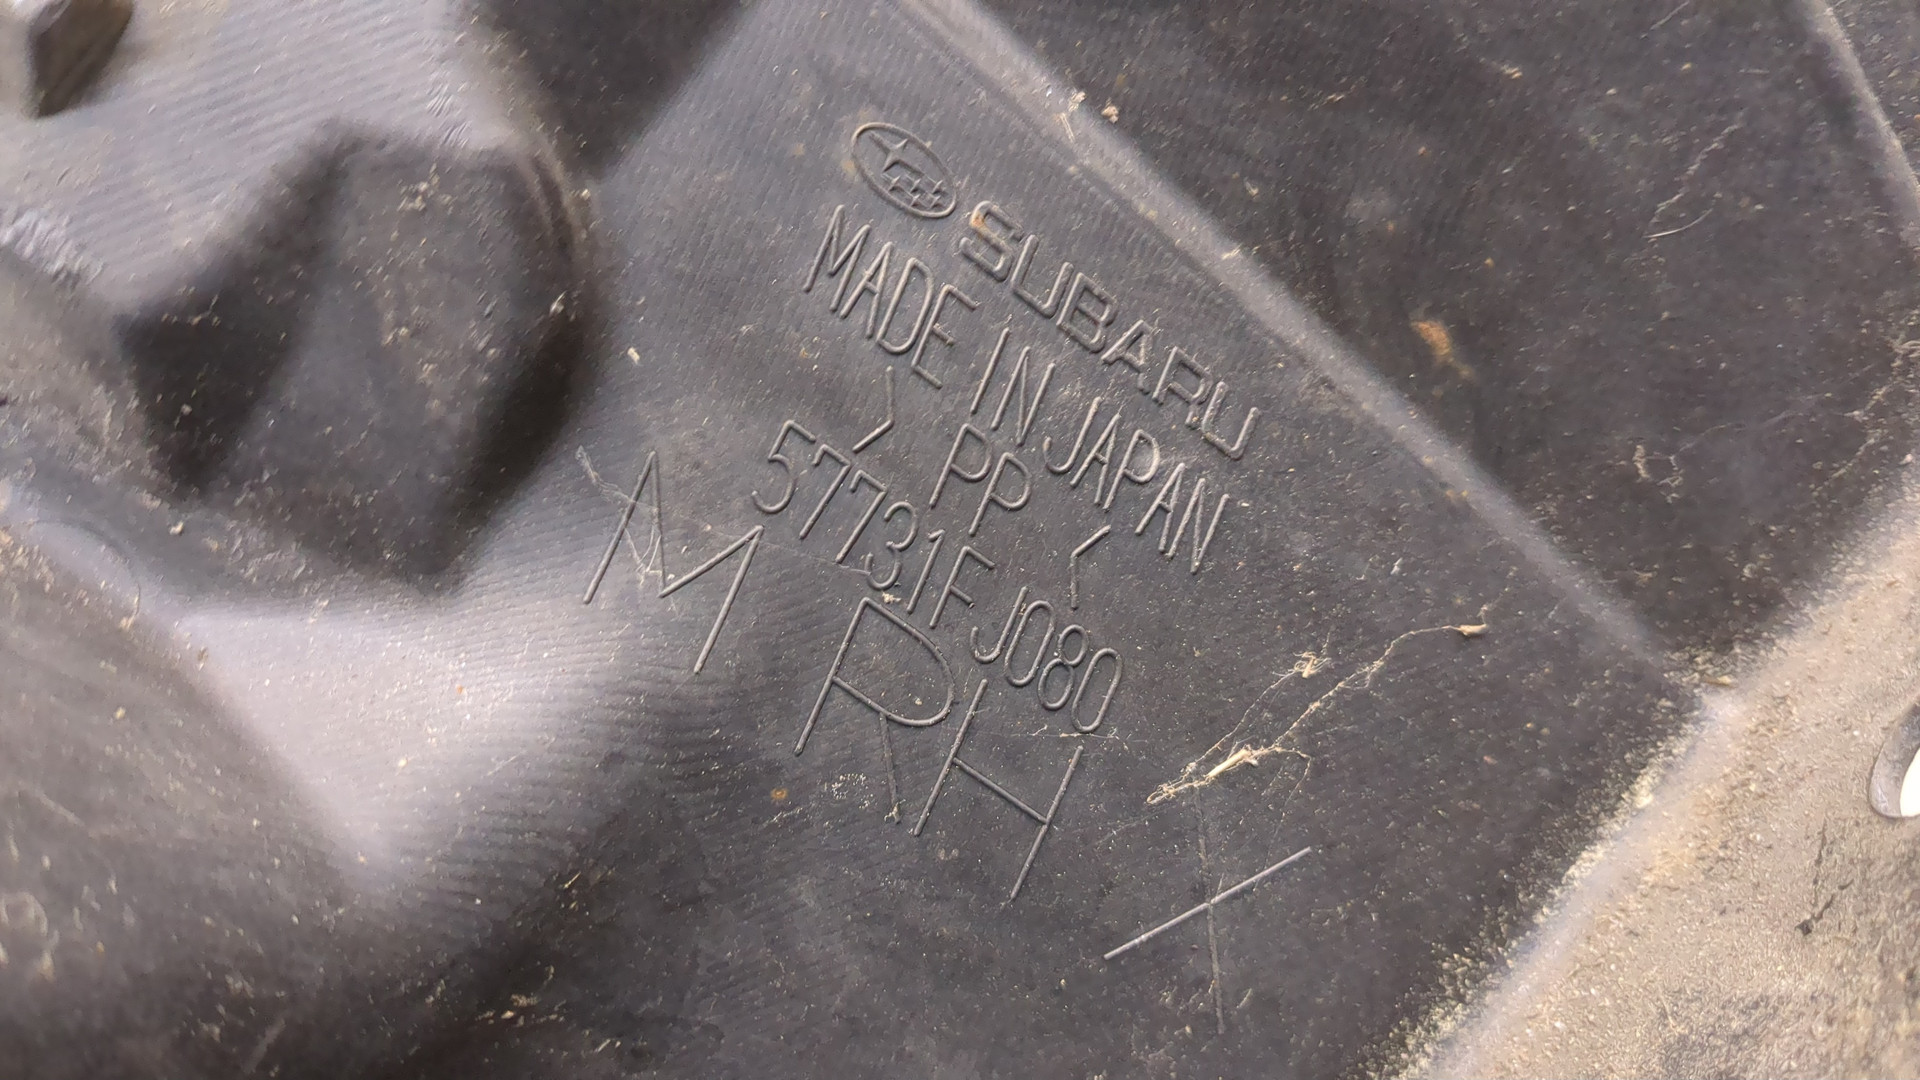 SUBARU
MADE IN JAPAN
>PP<
57731FJ080
M RH X